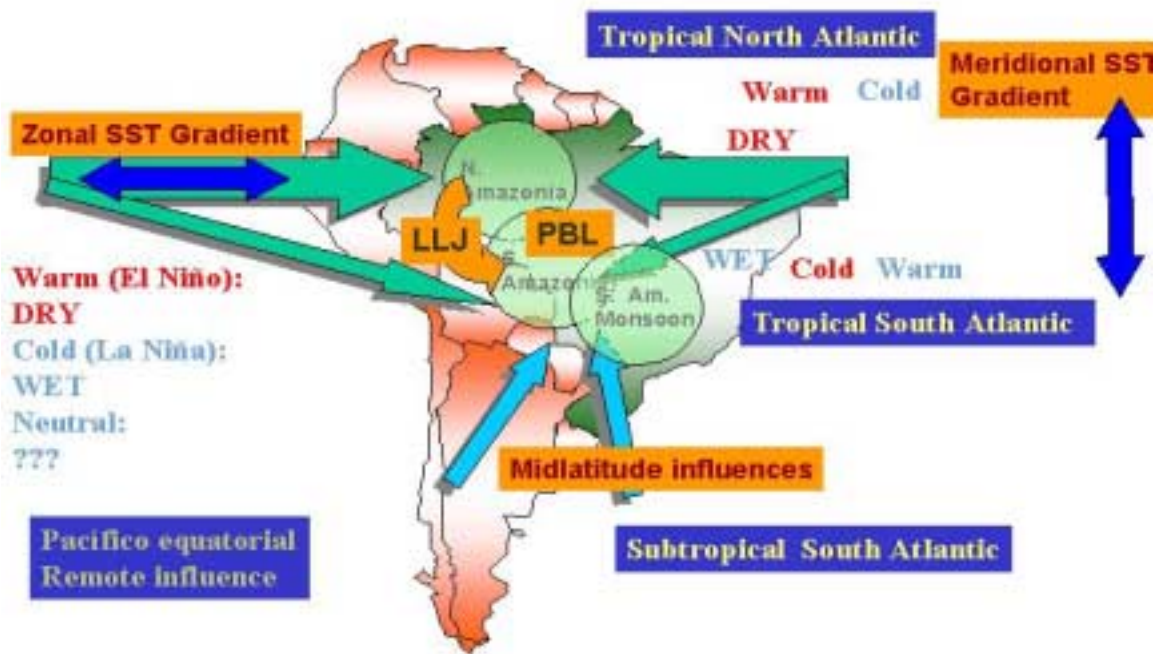 Tropical North Atlantic
Meridional SST
Gradient
Warm Cold
Zonal SST Gradient
DRY
N.
Amazonia
LLJ
PBL
S.
Amazonia
WET
Cold Warm
Am.
Monsoon
Warm (El Niño):
DRY
Cold (La Niña):
WET
Neutral:
???
Tropical South Atlantic
Midlatitude influences
Pacífico equatorial
Remote influence
Subtropical South Atlantic